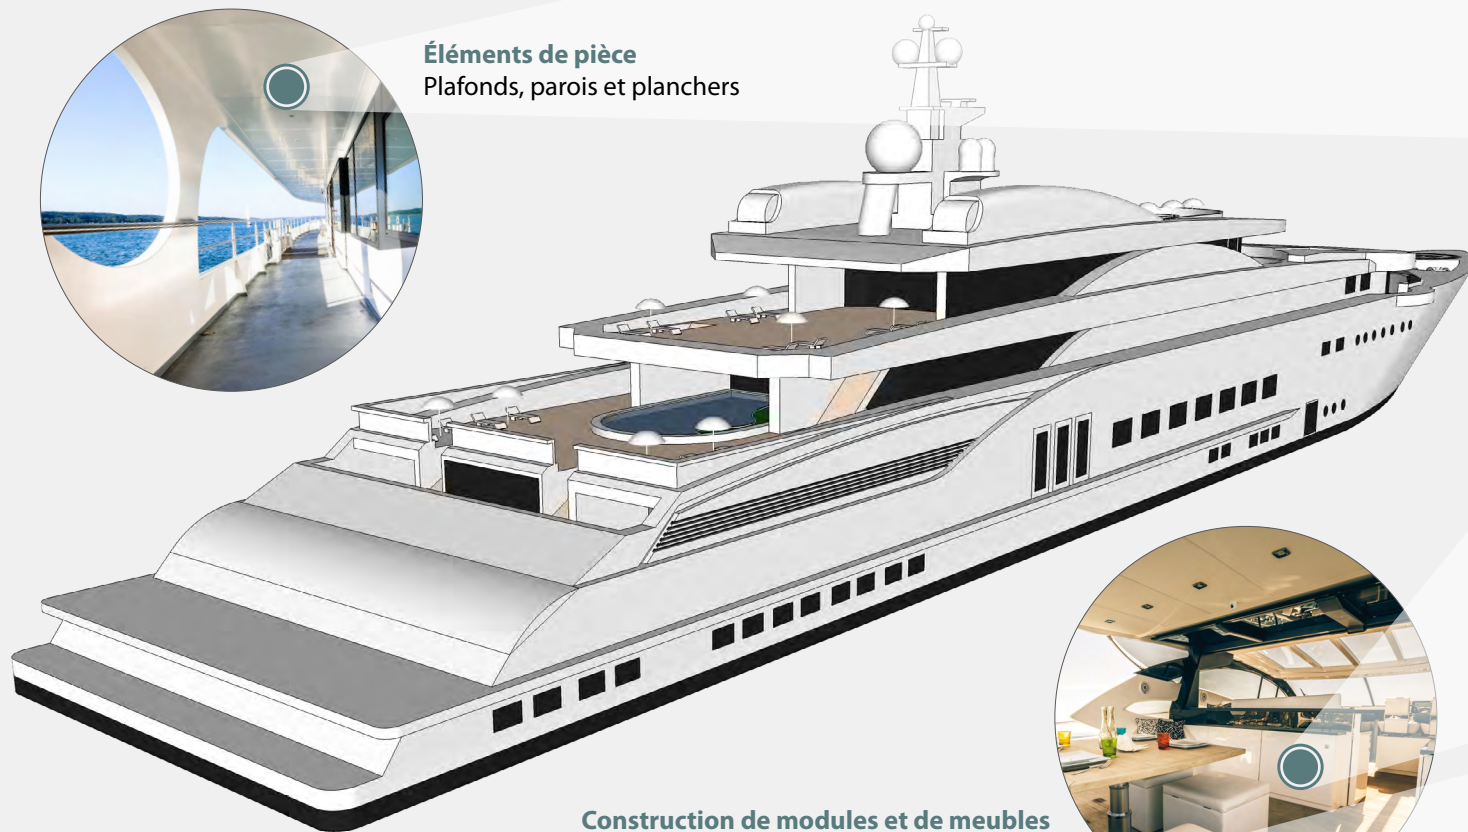 Éléments de pièce
Plafonds, parois et planchers
Construction de modules et de meubles